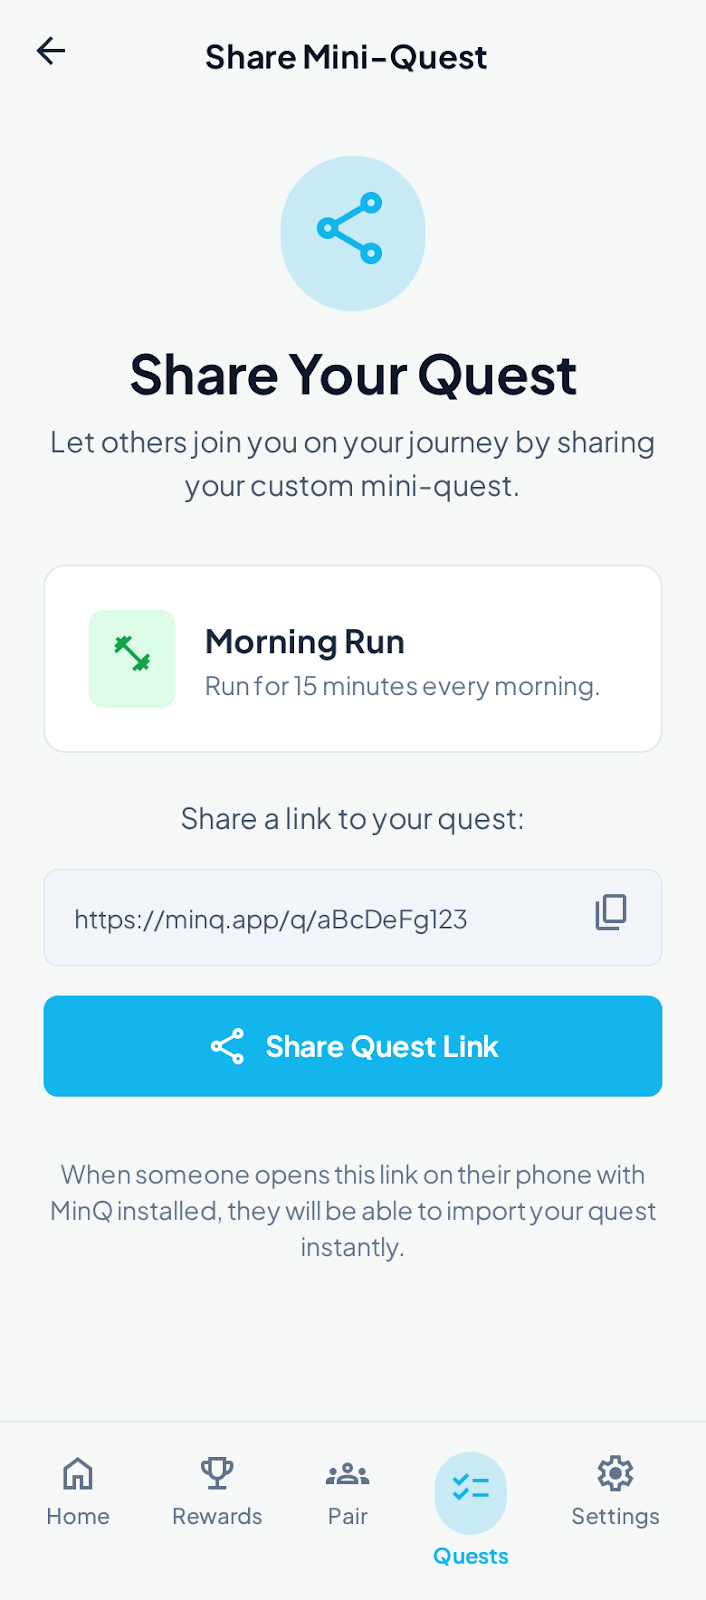 Share Mini-Quest
Share Your Quest
Let others join you on your journey by sharing
your custom mini-quest.
Morning Run
Run for 15 minutes every morning.
Share a link to your quest:
https://minq.app/q/aBcDeFg123
Share Quest Link
When someone opens this link on their phone with
MinQ installed, they will be able to import your quest
instantly.
Home
Rewards
Pair
Quests
Settings